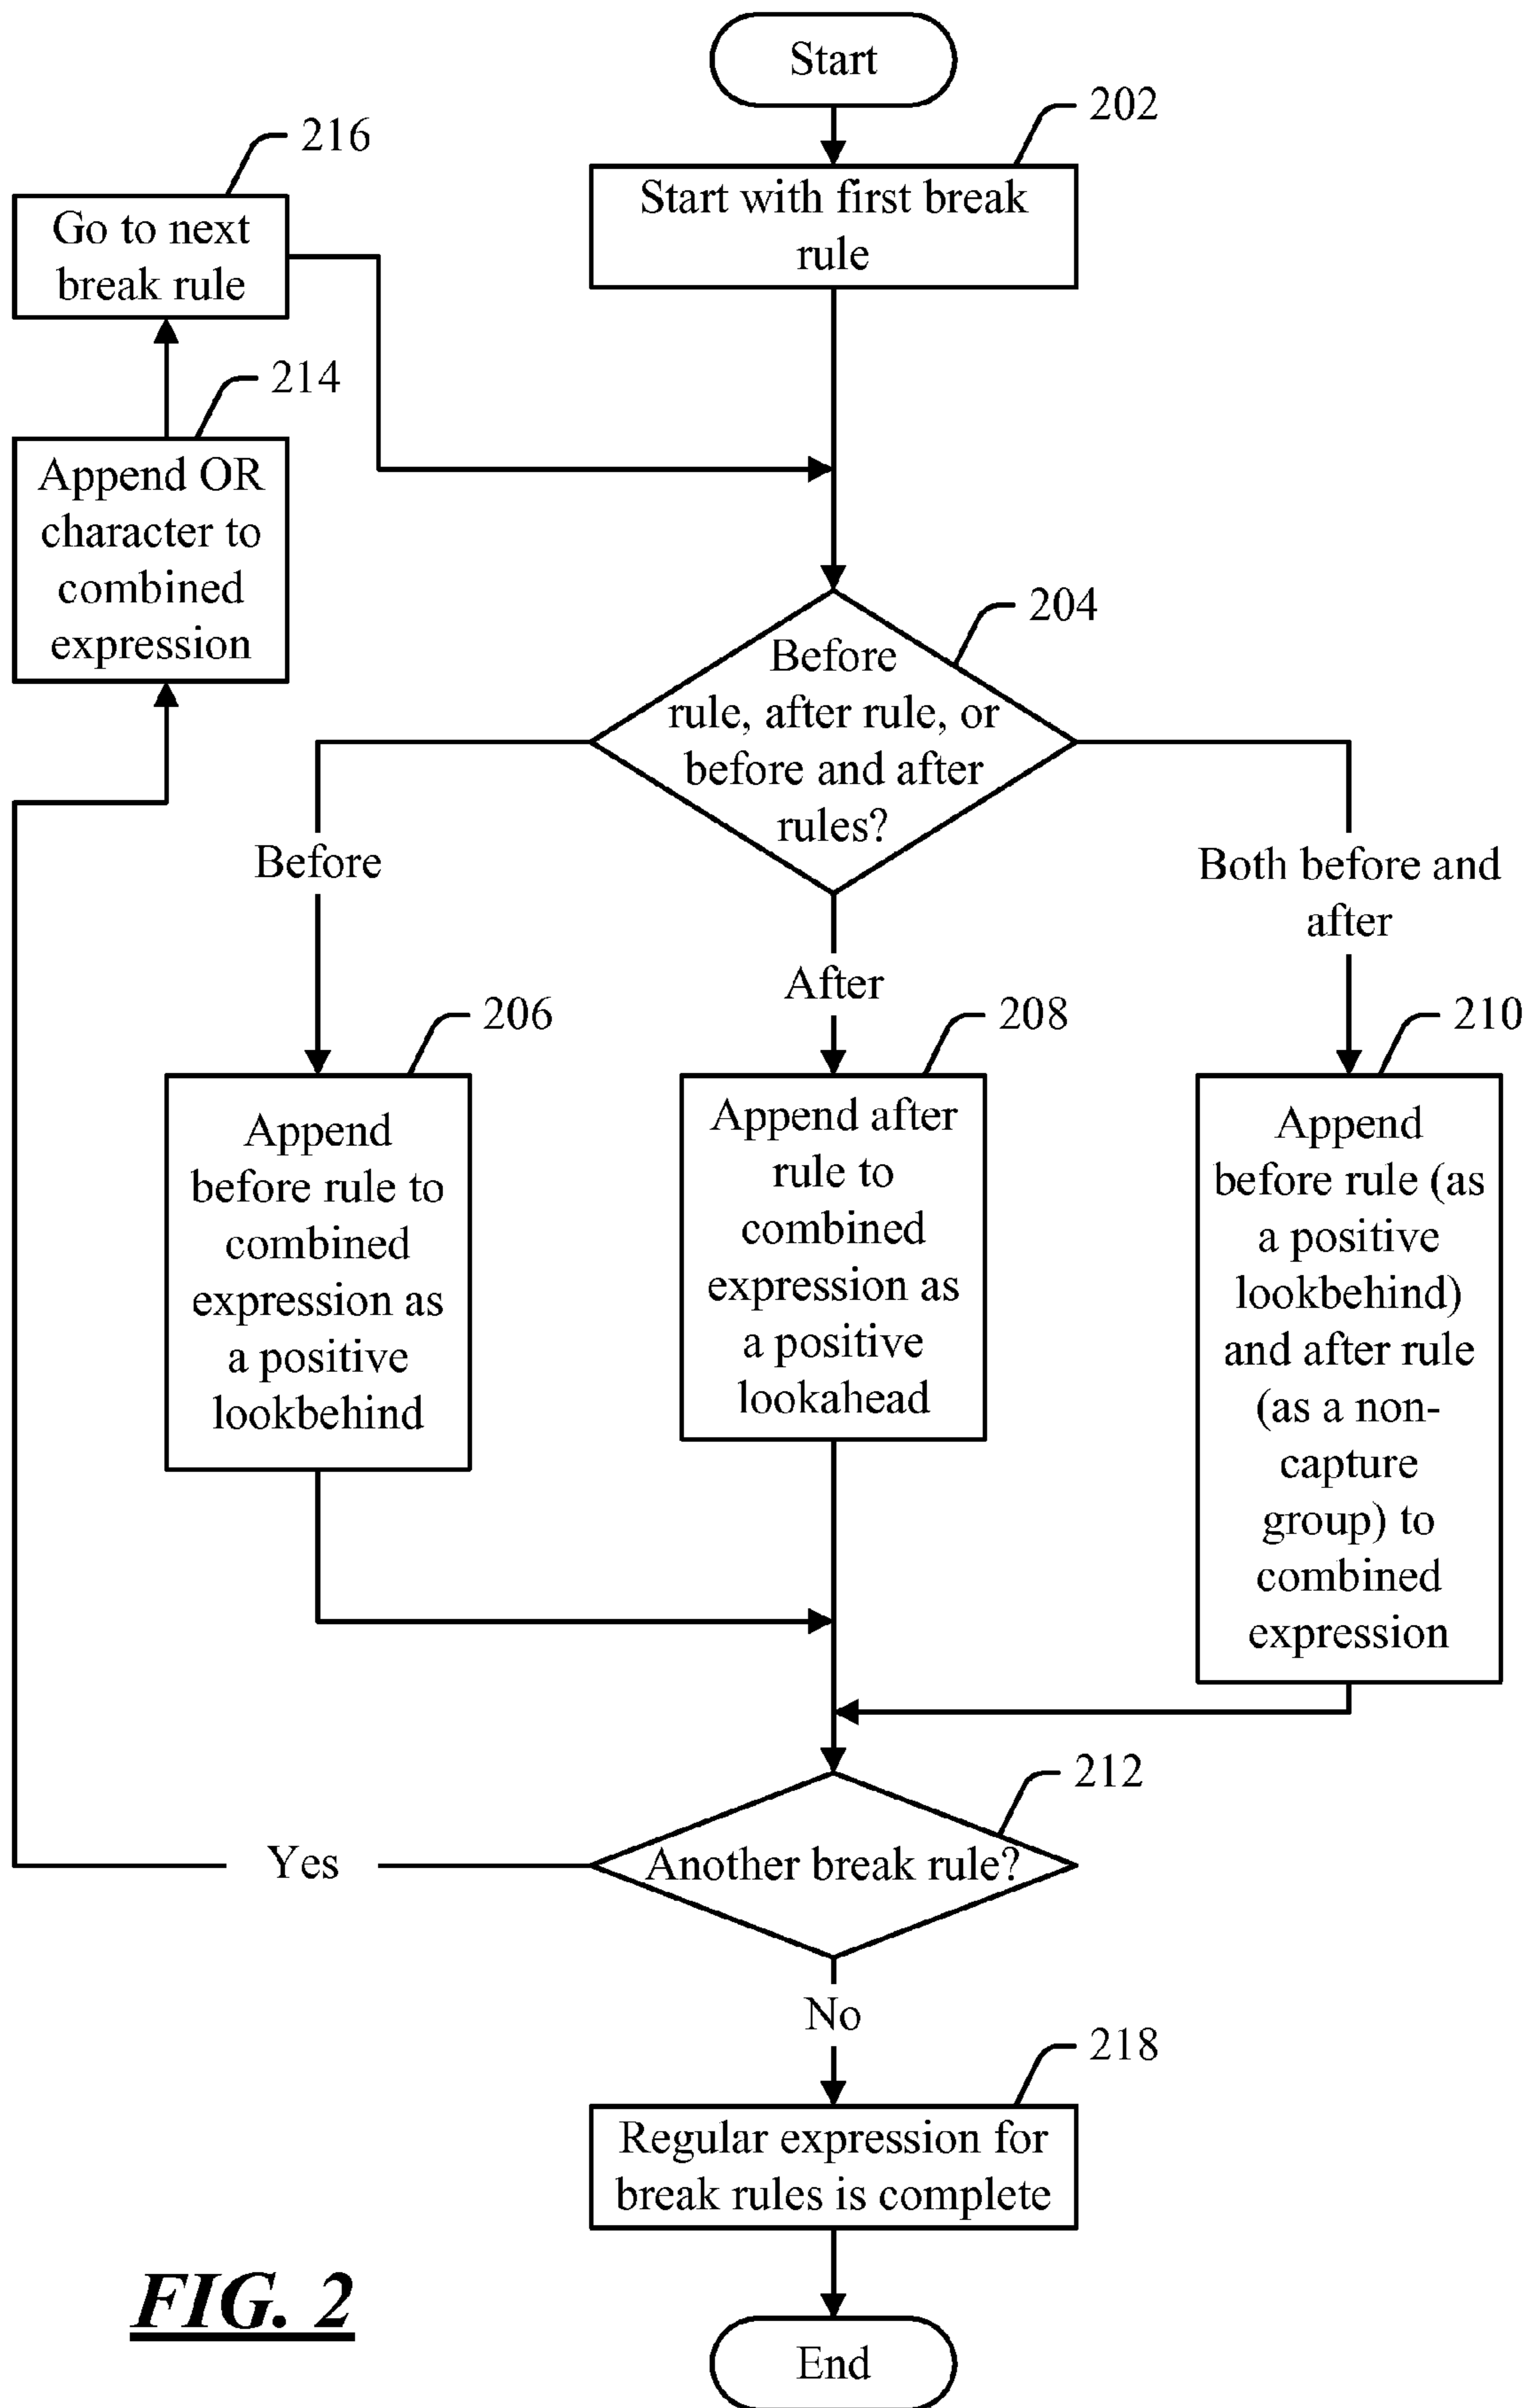 Start
202
Start with first break
rule
216
Go to next
break rule
214
Append OR
character to
combined
expression
204
Before
rule, after rule, or
before and after
rules?
Before
After
Both before and
after
206
Append
before rule to
combined
expression as
a positive
lookbehind
208
Append after
rule to
combined
expression as
a positive
lookahead
210
Append
before rule (as
a positive
lookbehind)
and after rule
(as a non-
capture
group) to
combined
expression
212
Another break rule?
Yes
No
218
Regular expression for
break rules is complete
End
FIG. 2